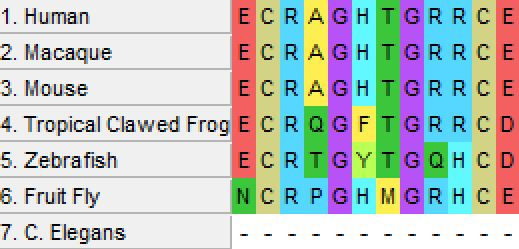 1. Human E C R A G H T G R R C E
2. Macaque E C R A G H T G R R C E
3. Mouse E C R A G H T G R R C E
4. Tropical Clawed Frog E C R Q G F T G R R C D
5. Zebrafish E C R T G Y T G Q H C D
6. Fruit Fly N C R P G H M G R H C E
7. C. Elegans - - - - - - - - - - - -